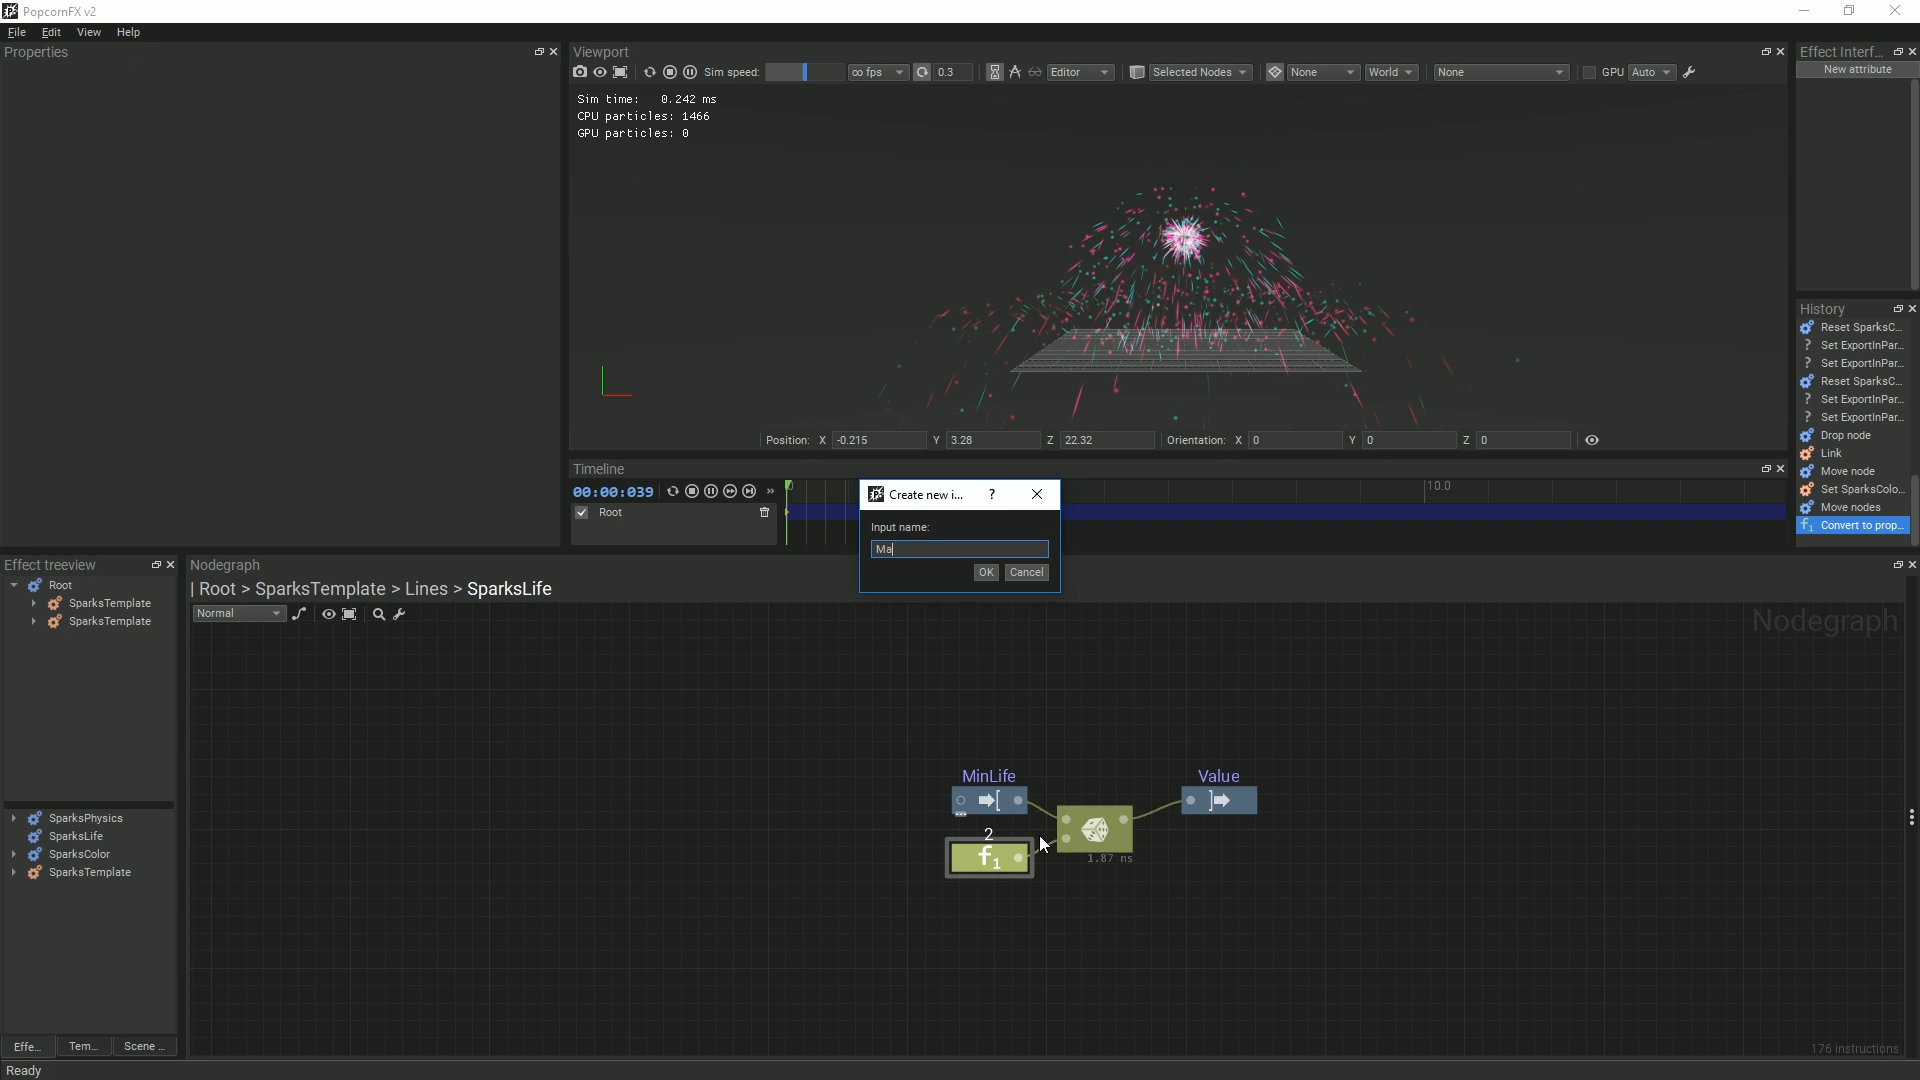 PopcornFX v2
File Edit View Help
Properties
Viewport
Sim speed: ∞ fps 0.3 Editor Selected Nodes None World None GPU Auto
Sim time: 0.242 ms
CPU particles: 1466
GPU particles: 0
Position: X -0.215 Y 3.28 Z 22.32 Orientation: X 0 Y 0 Z 0
Effect Interf...
New attribute
History
Reset SparksC...
Set ExportInPar...
Set ExportInPar...
Reset SparksC...
Set ExportInPar...
Set ExportInPar...
Drop node
Link
Move node
Set SparksColo...
Move nodes
f1 Convert to prop...
Timeline
00:00:039 »
10.0
Root
Create new i... ?
Input name:
Ma
OK Cancel
Effect treeview
Root
SparksTemplate
SparksTemplate
SparksPhysics
SparksLife
SparksColor
SparksTemplate
Effe... Tem... Scene ...
Nodegraph
| Root > SparksTemplate > Lines > SparksLife
Normal
Nodegraph
MinLife
Value
2
f1
1.87 ns
176 instructions
Ready